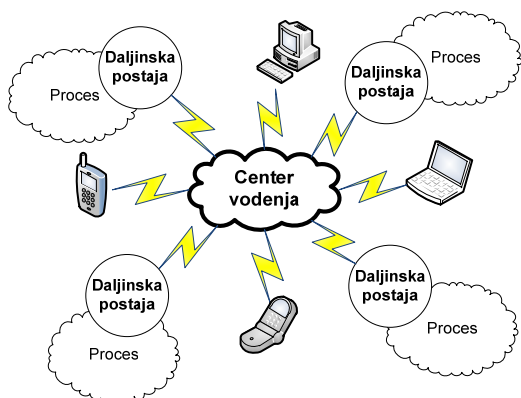 Daljinska
postaja
Proces
Daljinska
postaja
Proces
Center
vodenja
Daljinska
postaja
Proces
Daljinska
postaja
Proces